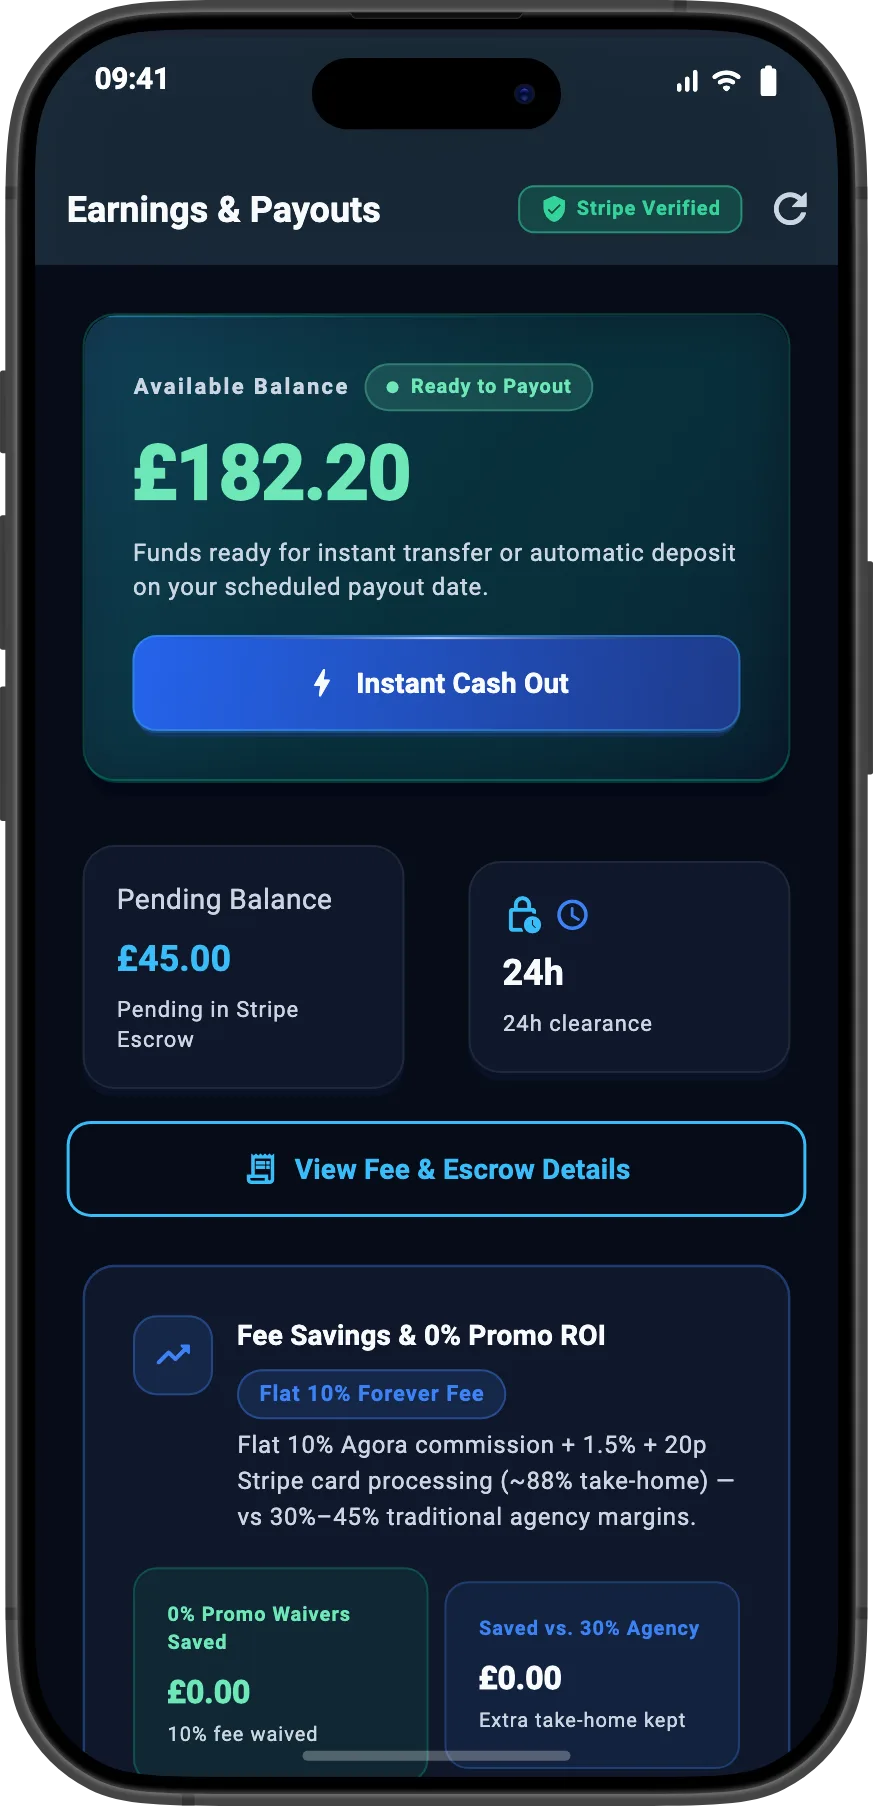 09:41
Earnings & Payouts
Stripe Verified
Available Balance
Ready to Payout
£182.20
Funds ready for instant transfer or automatic deposit
on your scheduled payout date.
Instant Cash Out
Pending Balance
£45.00
Pending in Stripe
Escrow
24h
24h clearance
View Fee & Escrow Details
Fee Savings & 0% Promo ROI
Flat 10% Forever Fee
Flat 10% Agora commission + 1.5% + 20p
Stripe card processing (~88% take-home) —
vs 30%–45% traditional agency margins.
0% Promo Waivers
Saved
£0.00
10% fee waived
Saved vs. 30% Agency
£0.00
Extra take-home kept